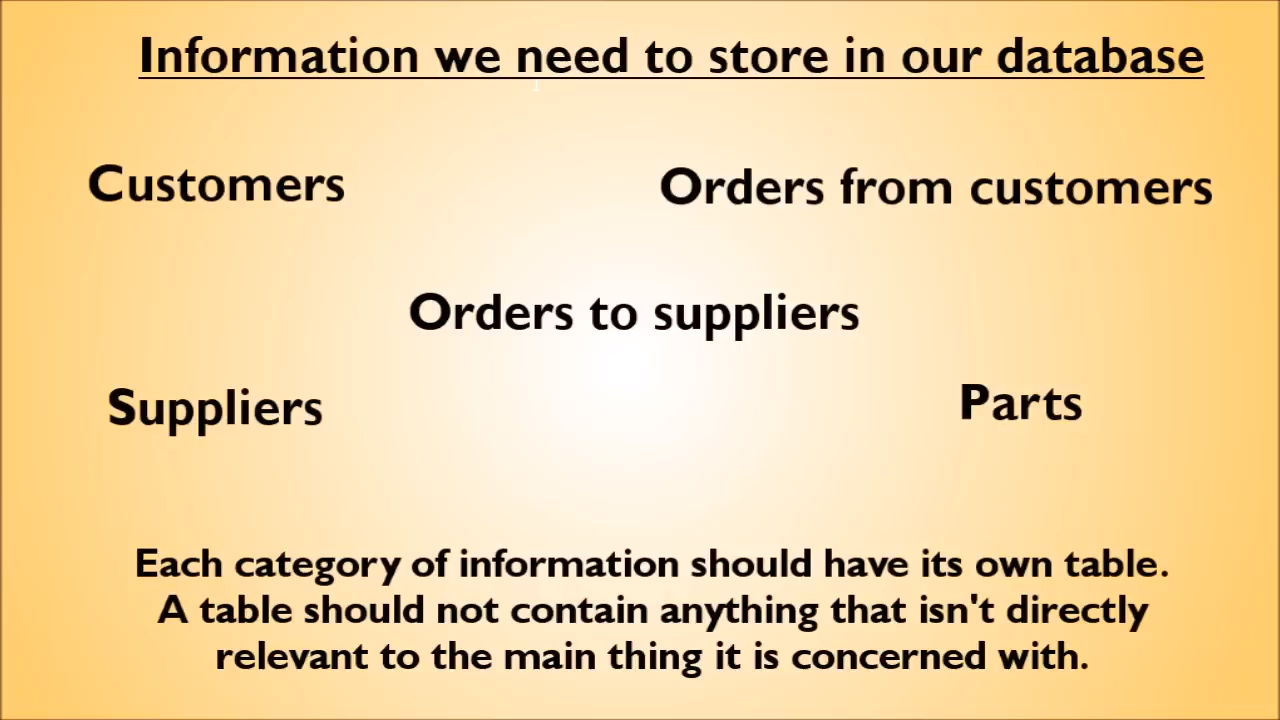 Information we need to store in our database
Customers
Orders from customers
Orders to suppliers
Suppliers
Parts
Each category of information should have its own table.
A table should not contain anything that isn't directly
relevant to the main thing it is concerned with.